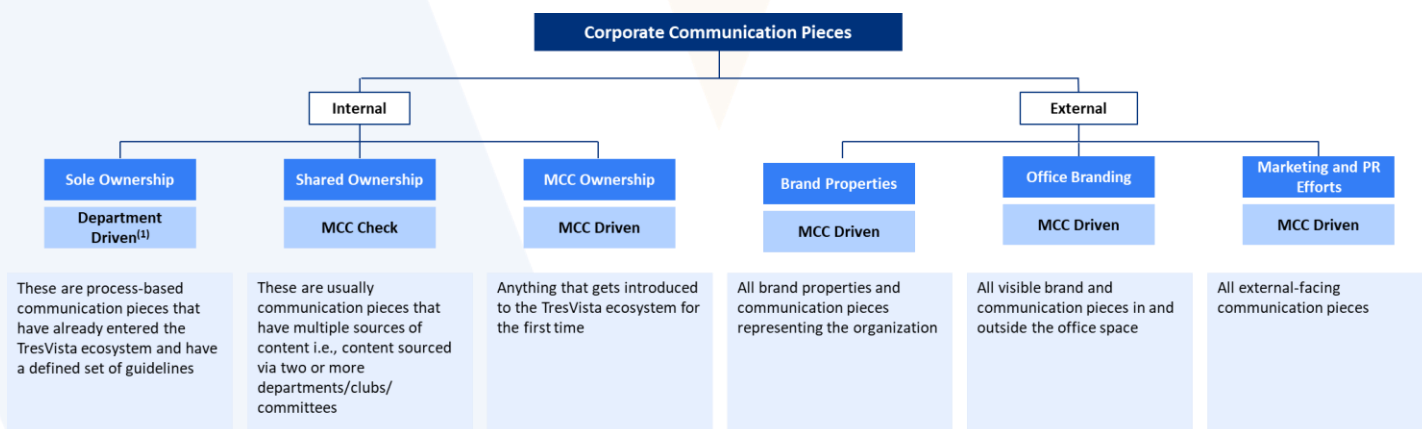 Corporate Communication Pieces
Internal
External
Sole Ownership
Shared Ownership
MCC Ownership
Brand Properties
Office Branding
Marketing and PR
Efforts
Department
Driven(1)
MCC Check
MCC Driven
MCC Driven
MCC Driven
MCC Driven
These are process-based
communication pieces that
have already entered the
TresVista ecosystem and have
a defined set of guidelines
These are usually
communication pieces that
have multiple sources of
content i.e., content sourced
via two or more
departments/clubs/
committees
Anything that gets introduced
to the TresVista ecosystem for
the first time
All brand properties and
communication pieces
representing the organization
All visible brand and
communication pieces in and
outside the office space
All external-facing
communication pieces